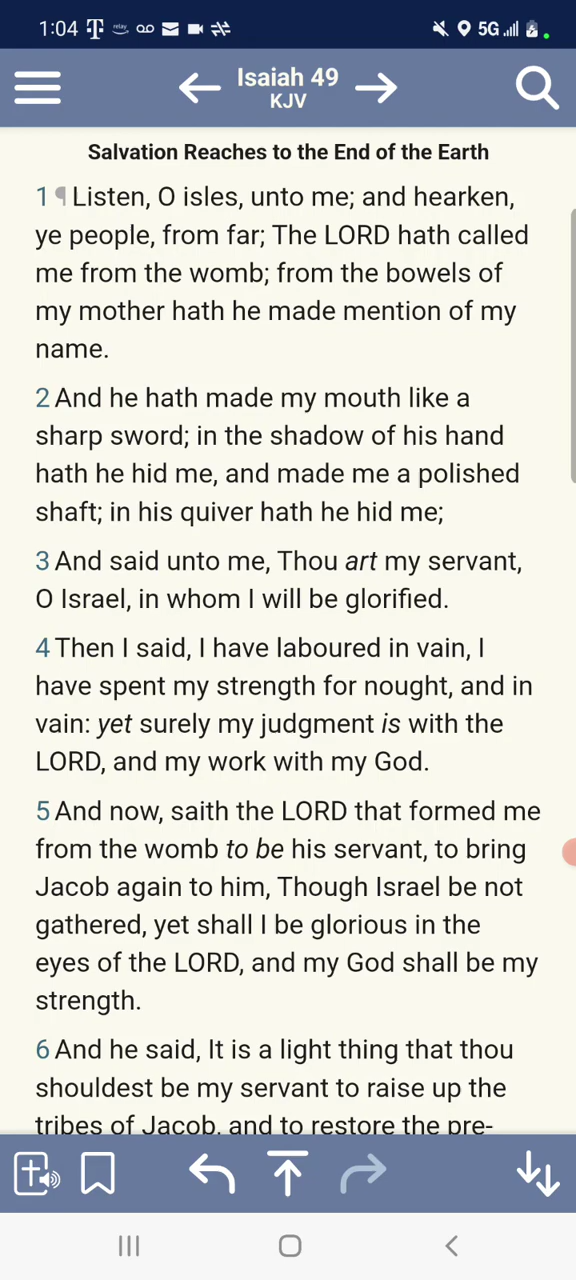 1:04 relay 5G
Isaiah 49
KJV
Salvation Reaches to the End of the Earth
1 ¶ Listen, O isles, unto me; and hearken,
ye people, from far; The LORD hath called
me from the womb; from the bowels of
my mother hath he made mention of my
name.
2 And he hath made my mouth like a
sharp sword; in the shadow of his hand
hath he hid me, and made me a polished
shaft; in his quiver hath he hid me;
3 And said unto me, Thou art my servant,
O Israel, in whom I will be glorified.
4 Then I said, I have laboured in vain, I
have spent my strength for nought, and in
vain: yet surely my judgment is with the
LORD, and my work with my God.
5 And now, saith the LORD that formed me
from the womb to be his servant, to bring
Jacob again to him, Though Israel be not
gathered, yet shall I be glorious in the
eyes of the LORD, and my God shall be my
strength.
6 And he said, It is a light thing that thou
shouldest be my servant to raise up the
tribes of Jacob, and to restore the pre-